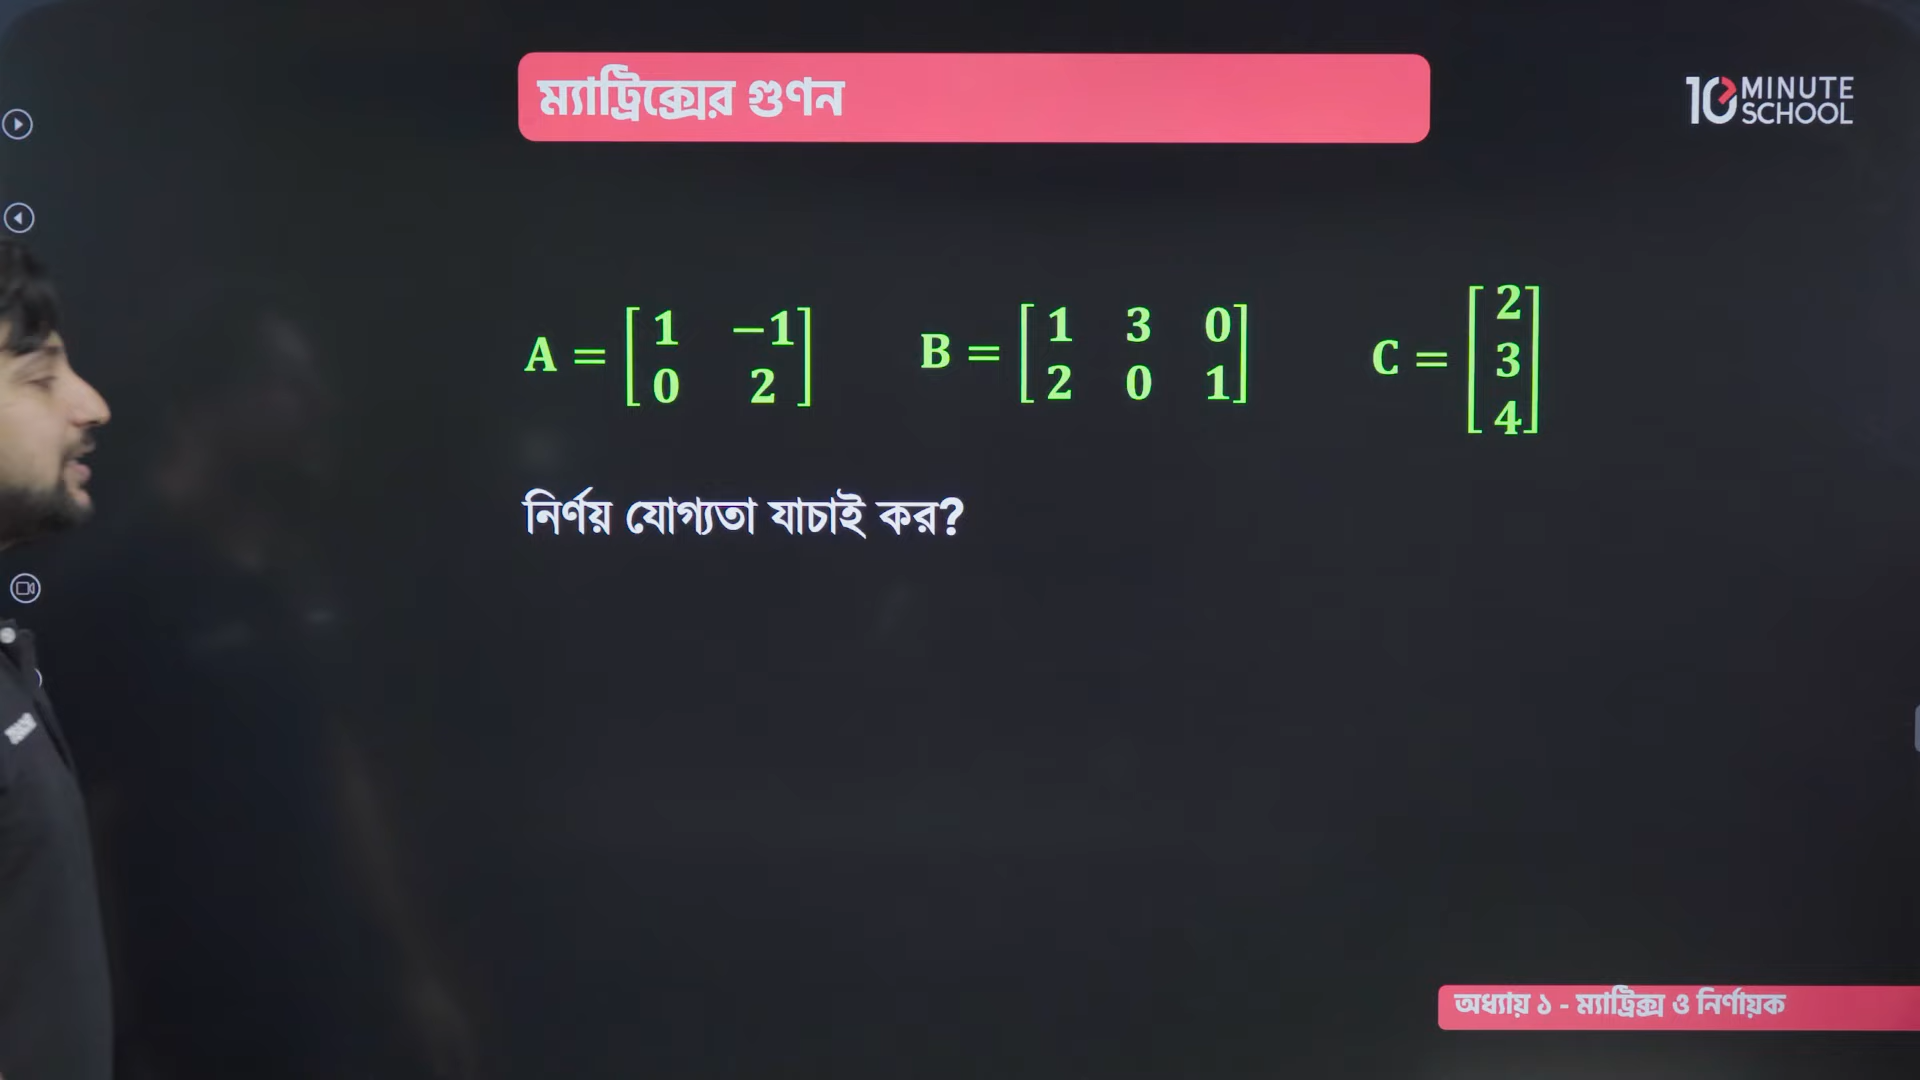 ম্যাট্রিক্সের গুণন
10 MINUTE SCHOOL
A = [1 −1; 0 2] B = [1 3 0; 2 0 1] C = [2; 3; 4]
নির্ণয় যোগ্যতা যাচাই কর?
অধ্যায় ১ - ম্যাট্রিক্স ও নির্ণায়ক